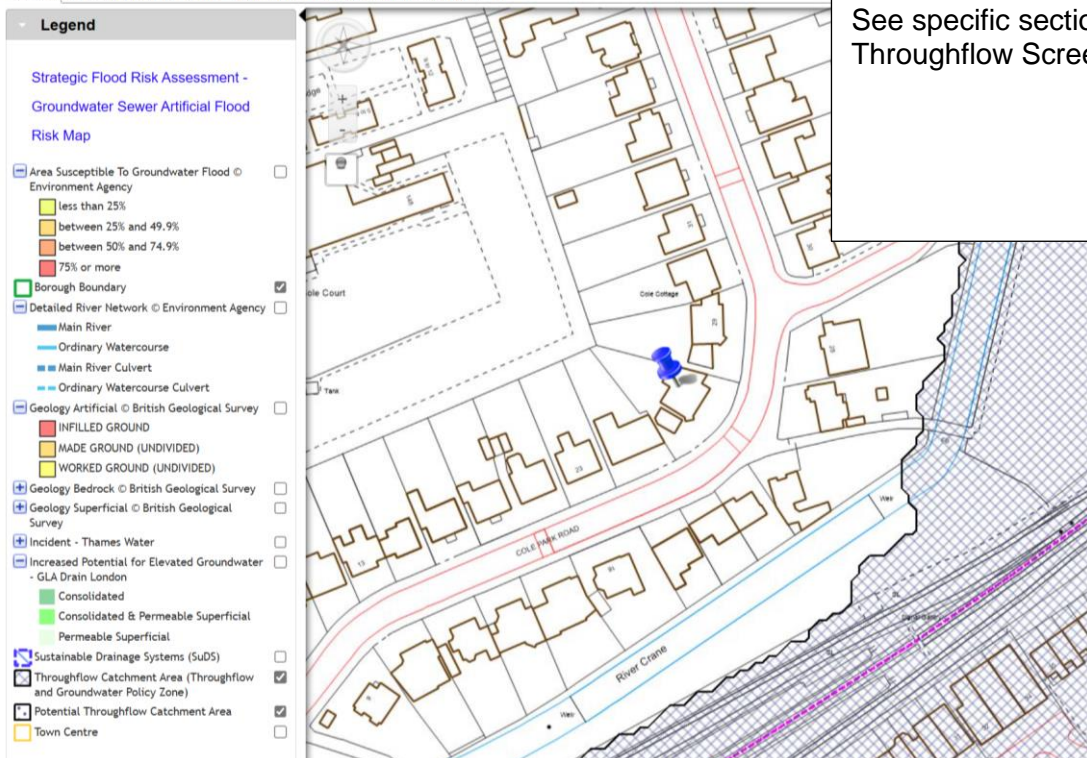 Legend
Strategic Flood Risk Assessment -
Groundwater Sewer Artificial Flood
Risk Map
Area Susceptible To Groundwater Flood ©
Environment Agency
less than 25%
between 25% and 49.9%
between 50% and 74.9%
75% or more
Borough Boundary
Detailed River Network © Environment Agency
Main River
Ordinary Watercourse
Main River Culvert
Ordinary Watercourse Culvert
Geology Artificial © British Geological Survey
INFILLED GROUND
MADE GROUND (UNDIVIDED)
WORKED GROUND (UNDIVIDED)
Geology Bedrock © British Geological Survey
Geology Superficial © British Geological
Survey
Incident - Thames Water
Increased Potential for Elevated Groundwater
- GLA Drain London
Consolidated
Consolidated & Permeable Superficial
Permeable Superficial
Sustainable Drainage Systems (SuDS)
Throughflow Catchment Area (Throughflow
and Groundwater Policy Zone)
Potential Throughflow Catchment Area
Town Centre
See specific sectio
Throughflow Scree
ole Court
Tank
Cole Cottage
31
23
13
COLE PARK ROAD
River Crane
Weir
Weir
FB
SL